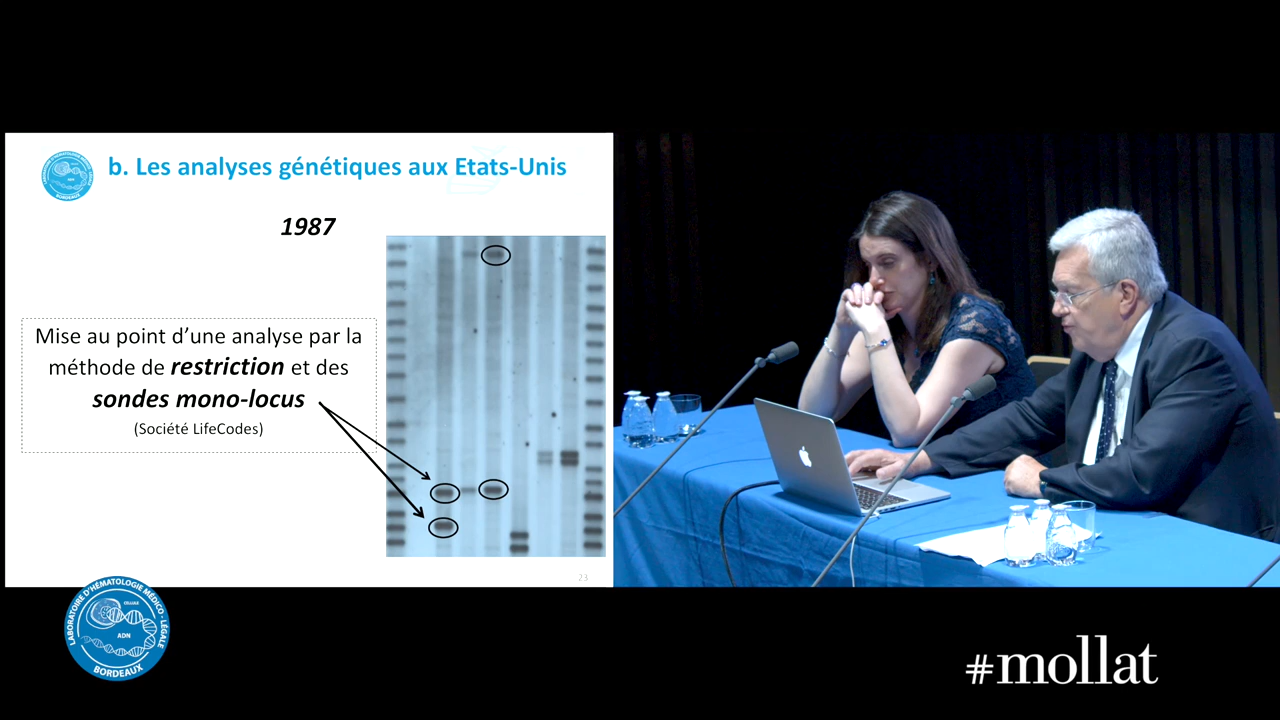 b. Les analyses génétiques aux Etats-Unis
1987
Mise au point d’une analyse par la
méthode de restriction et des
sondes mono-locus
(Société LifeCodes)
23
LABORATOIRE D'HÉMATOLOGIE MÉDICO-LÉGALE
ADN
BORDEAUX
#mollat